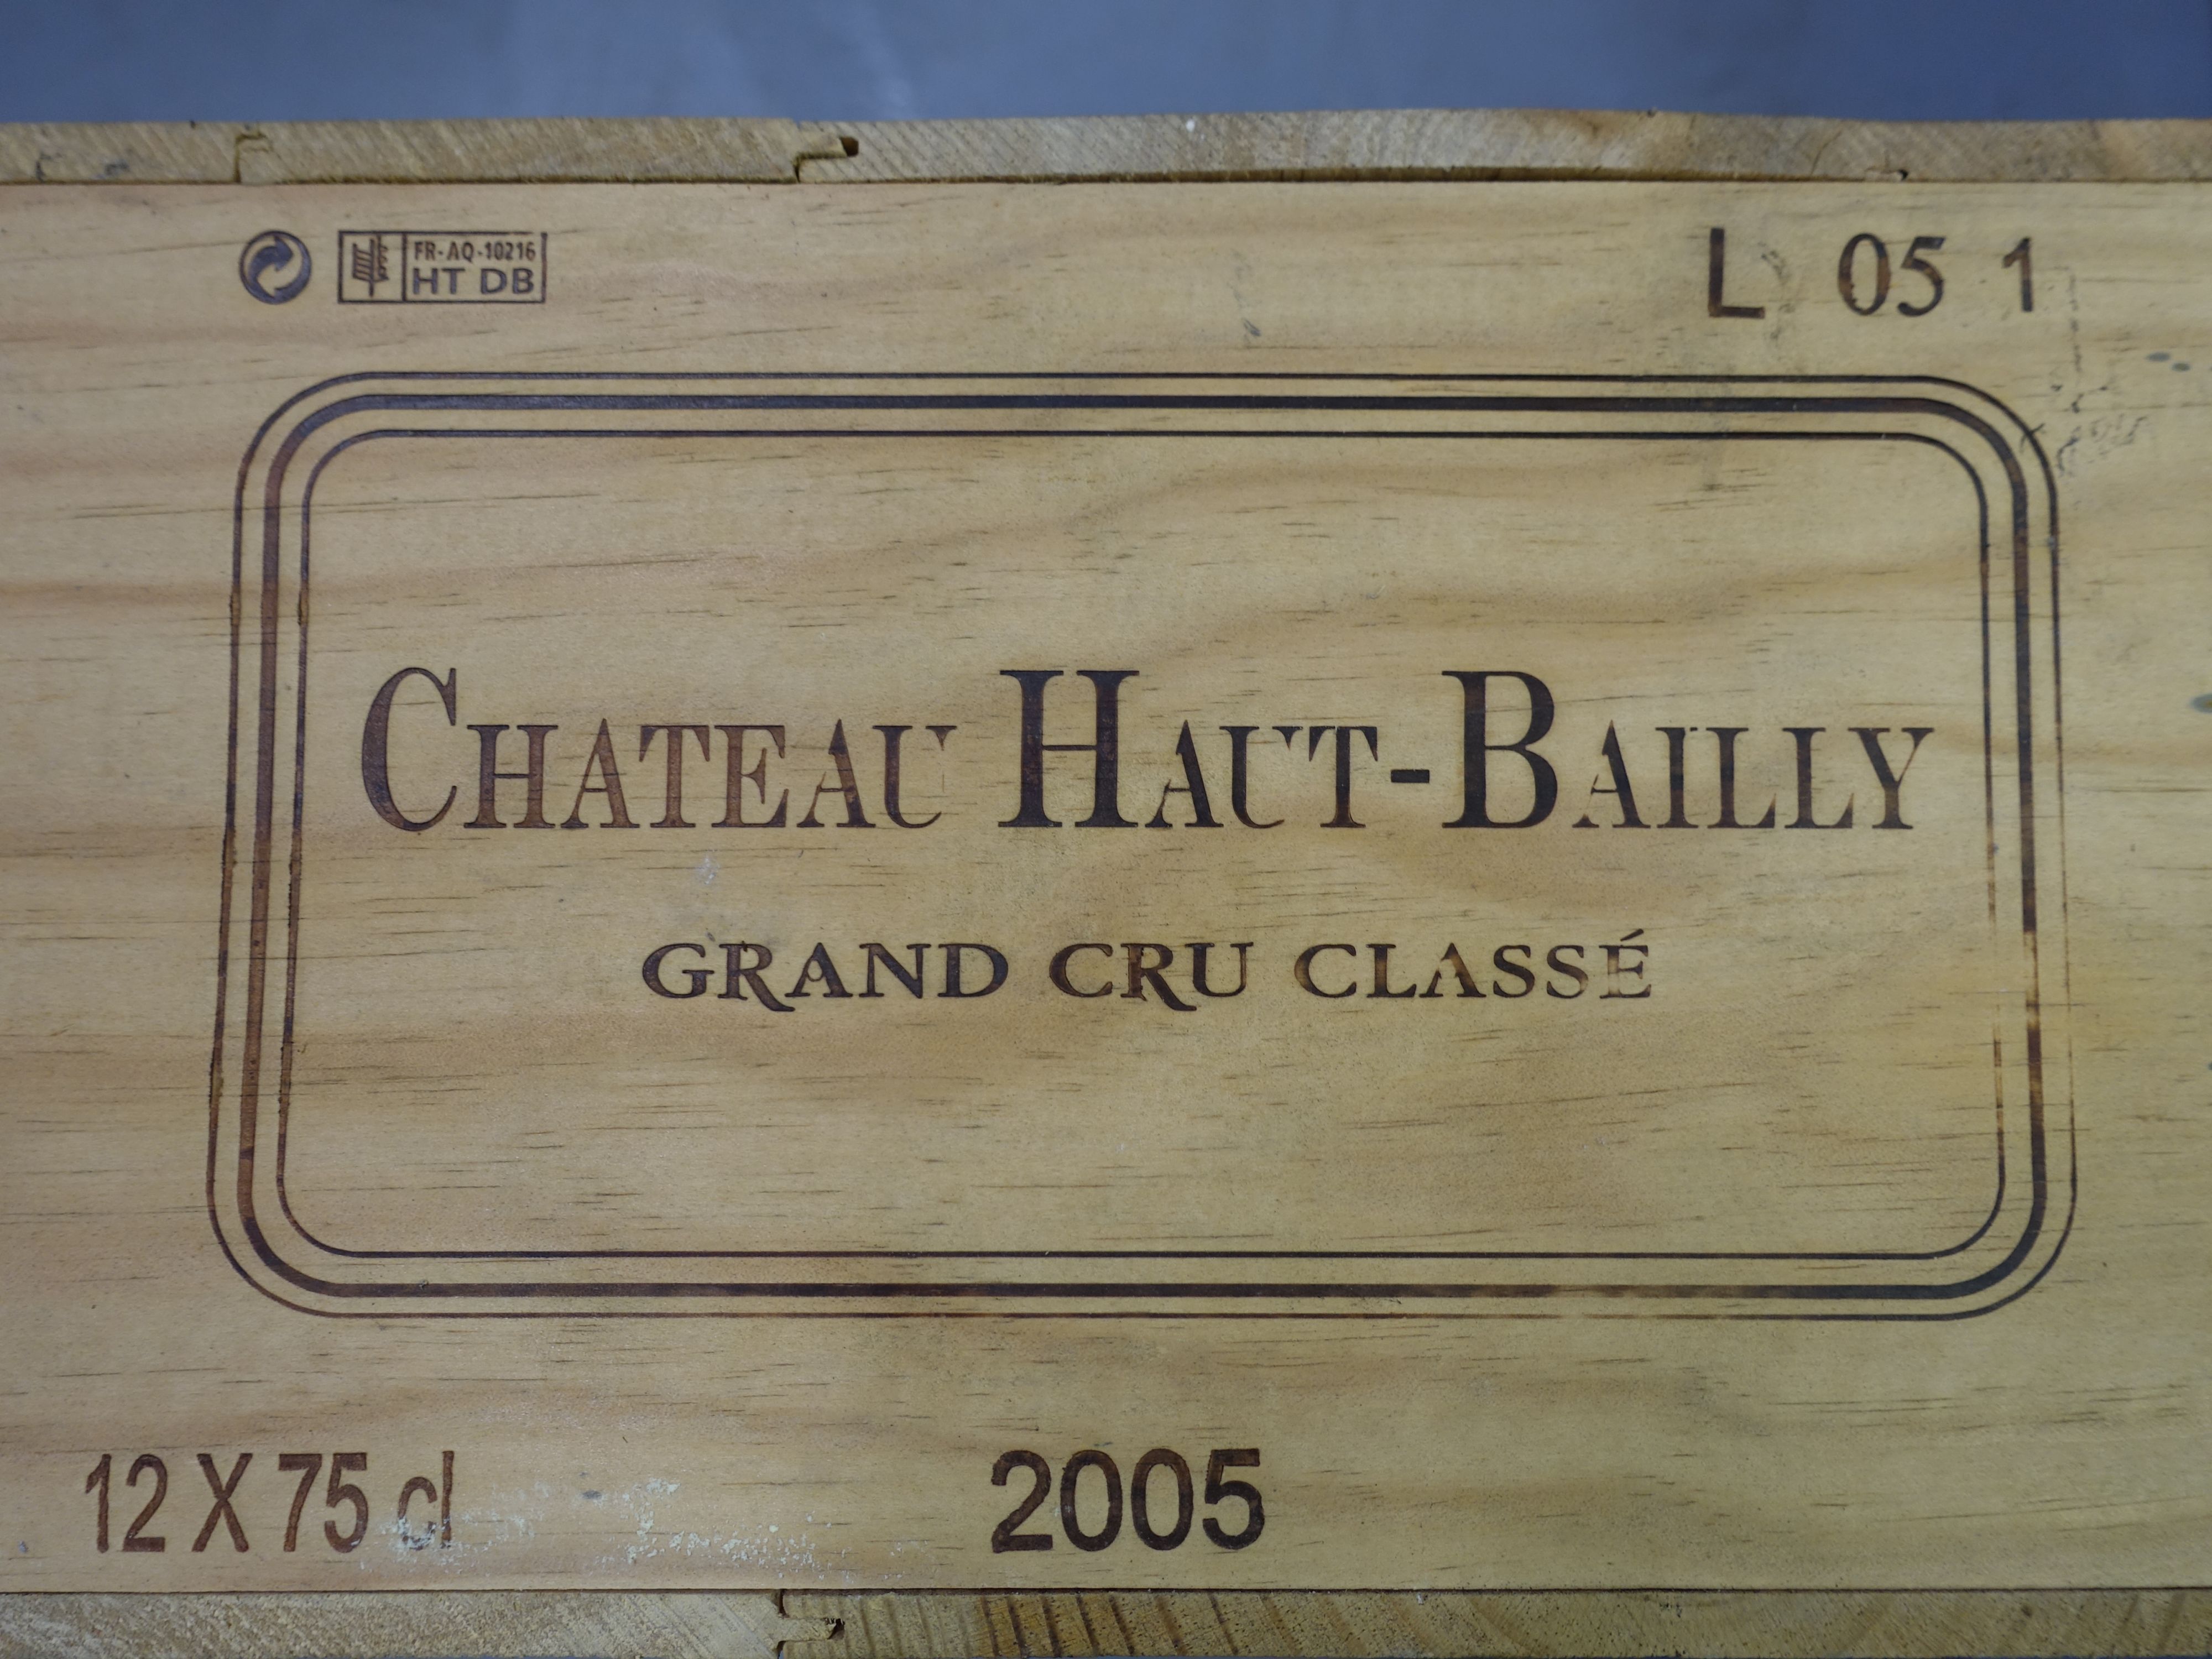 FR-AQ-10216
HT DB
L 05 1
CHATEAU HAUT-BAILLY
GRAND CRU CLASSÉ
12 X 75 cl
2005